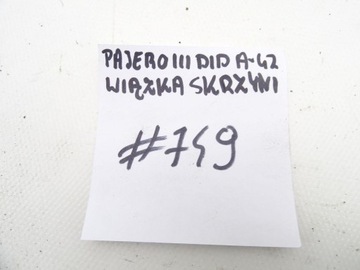 PAJERO III DID A-42
WIĄZKA SKRZYNI
#749